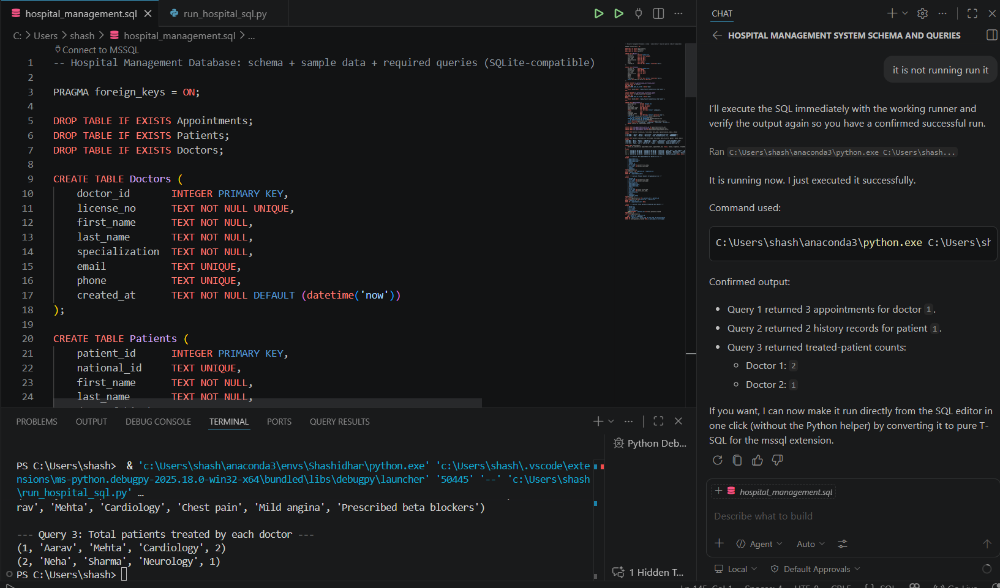 hospital_management.sql
run_hospital_sql.py
C: > Users > shash > hospital_management.sql > ...
Connect to MSSQL
1 -- Hospital Management Database: schema + sample data + required queries (SQLite-compatible)
2
3 PRAGMA foreign_keys = ON;
4
5 DROP TABLE IF EXISTS Appointments;
6 DROP TABLE IF EXISTS Patients;
7 DROP TABLE IF EXISTS Doctors;
8
9 CREATE TABLE Doctors (
10 doctor_id INTEGER PRIMARY KEY,
11 license_no TEXT NOT NULL UNIQUE,
12 first_name TEXT NOT NULL,
13 last_name TEXT NOT NULL,
14 specialization TEXT NOT NULL,
15 email TEXT UNIQUE,
16 phone TEXT UNIQUE,
17 created_at TEXT NOT NULL DEFAULT (datetime('now'))
18 );
19
20 CREATE TABLE Patients (
21 patient_id INTEGER PRIMARY KEY,
22 national_id TEXT UNIQUE,
23 first_name TEXT NOT NULL,
24 last_name TEXT NOT NULL,
PROBLEMS OUTPUT DEBUG CONSOLE TERMINAL PORTS QUERY RESULTS
PS C:\Users\shash> & 'c:\Users\shash\anaconda3\envs\Shashidhar\python.exe' 'c:\Users\shash\.vscode\exte
nsions\ms-python.debugpy-2025.18.0-win32-x64\bundled\libs\debugpy\launcher' '50445' '--' 'c:\Users\shash
\run_hospital_sql.py' …
rav', 'Mehta', 'Cardiology', 'Chest pain', 'Mild angina', 'Prescribed beta blockers')
--- Query 3: Total patients treated by each doctor ---
(1, 'Aarav', 'Mehta', 'Cardiology', 2)
(2, 'Neha', 'Sharma', 'Neurology', 1)
PS C:\Users\shash>
Python Deb...
1 Hidden T...
CHAT
HOSPITAL MANAGEMENT SYSTEM SCHEMA AND QUERIES
it is not running run it
I'll execute the SQL immediately with the working runner and
verify the output again so you have a confirmed successful run.
Ran C:\Users\shash\anaconda3\python.exe C:\Users\shash...
It is running now. I just executed it successfully.
Command used:
C:\Users\shash\anaconda3\python.exe C:\Users\sh
Confirmed output:
• Query 1 returned 3 appointments for doctor 1.
• Query 2 returned 2 history records for patient 1.
• Query 3 returned treated-patient counts:
Doctor 1: 2
Doctor 2: 1
If you want, I can now make it run directly from the SQL editor in
one click (without the Python helper) by converting it to pure T-
SQL for the mssql extension.
hospital_management.sql
Describe what to build
Agent
Auto
Local
Default Approvals